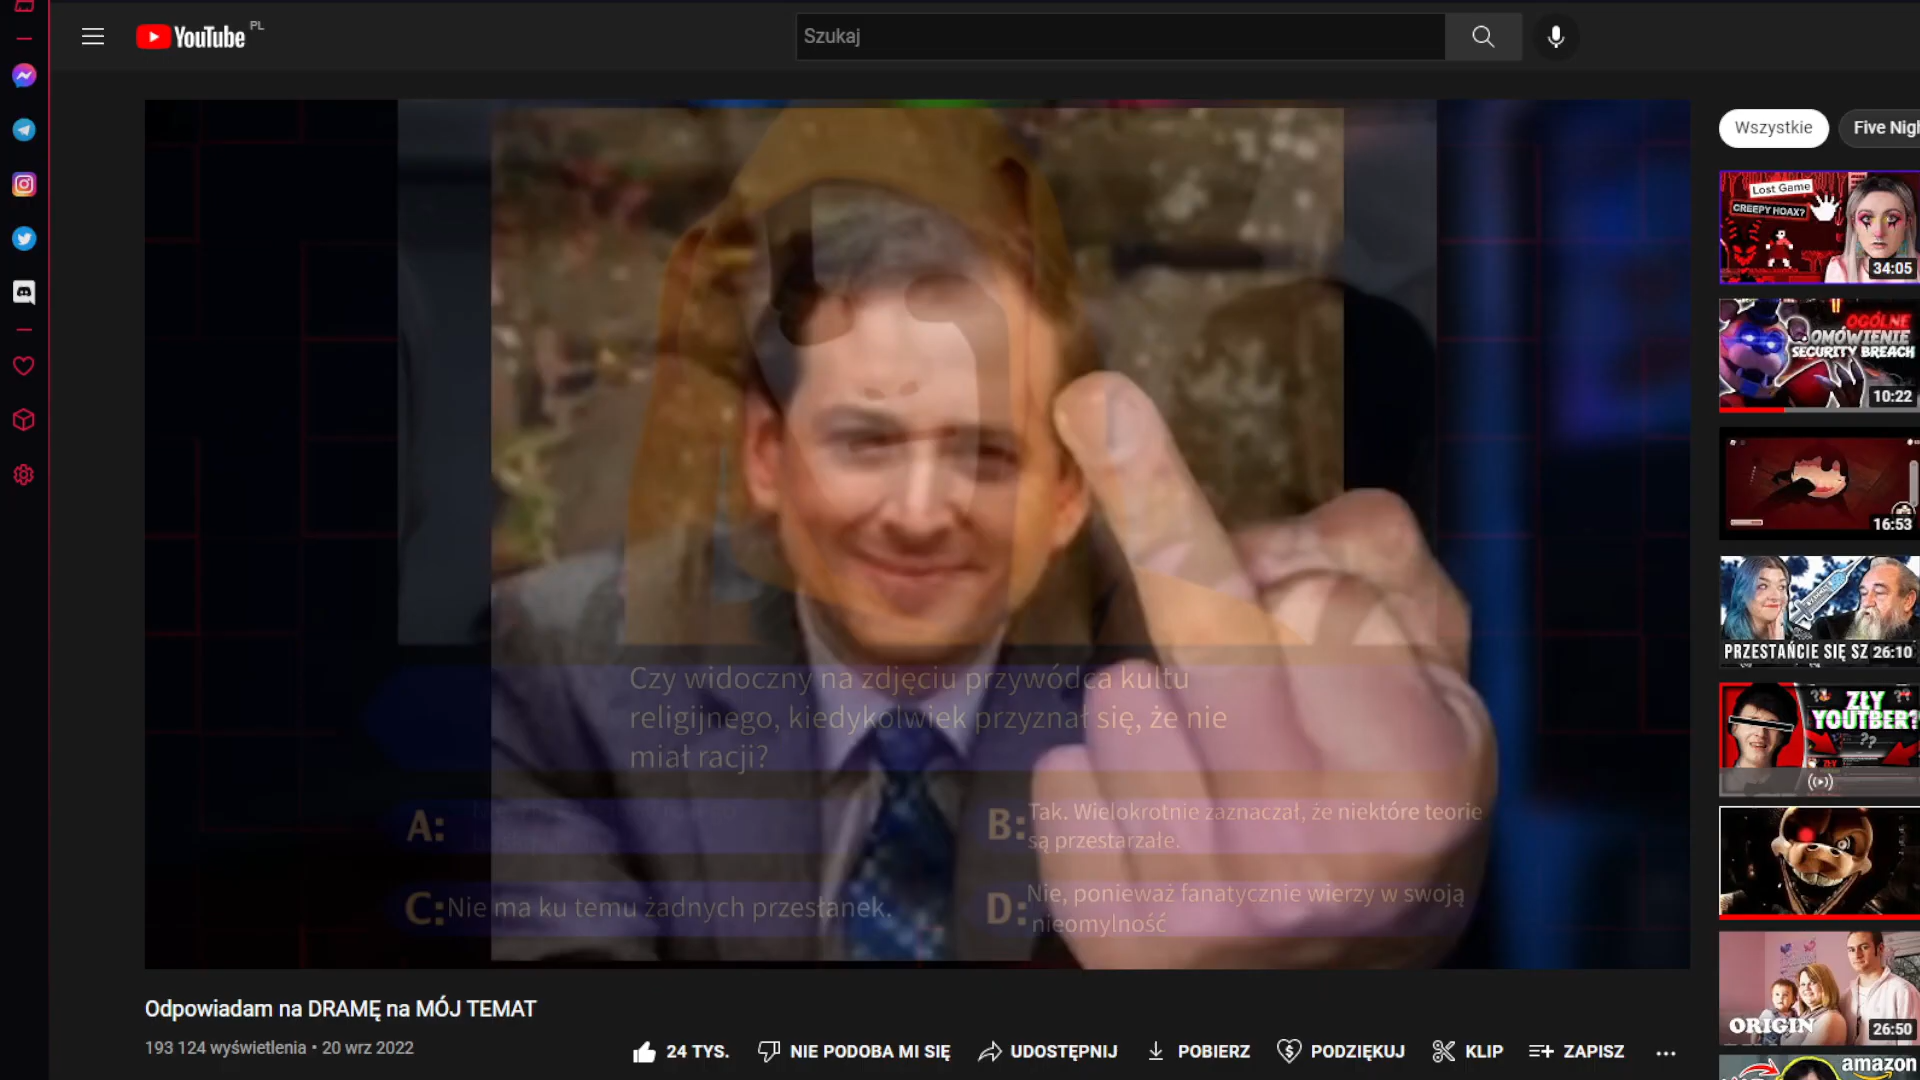 YouTube PL
Szukaj
Wszystkie
Five Nigh
Lost Game
CREEPY HOAX?
34:05
OGÓLNE
OMÓWIENIE
SECURITY BREACH
10:22
16:53
PRZESTAŃCIE SIĘ SZ 26:10
ZŁY
YOUTBER?
??
ORIGIN
26:50
amazon
Czy widoczny na zdjęciu przywódca kultu
religijnego, kiedykolwiek przyznał się, że nie
miał racji?
A:
B: Tak. Wielokrotnie zaznaczał, że niektóre teorie
są przestarzałe.
C: Nie ma ku temu żadnych przesłanek.
D: Nie, ponieważ fanatycznie wierzy w swoją
nieomylność
Odpowiadam na DRAMĘ na MÓJ TEMAT
193 124 wyświetlenia • 20 wrz 2022
24 TYS.
NIE PODOBA MI SIĘ
UDOSTĘPNIJ
POBIERZ
PODZIĘKUJ
KLIP
ZAPISZ